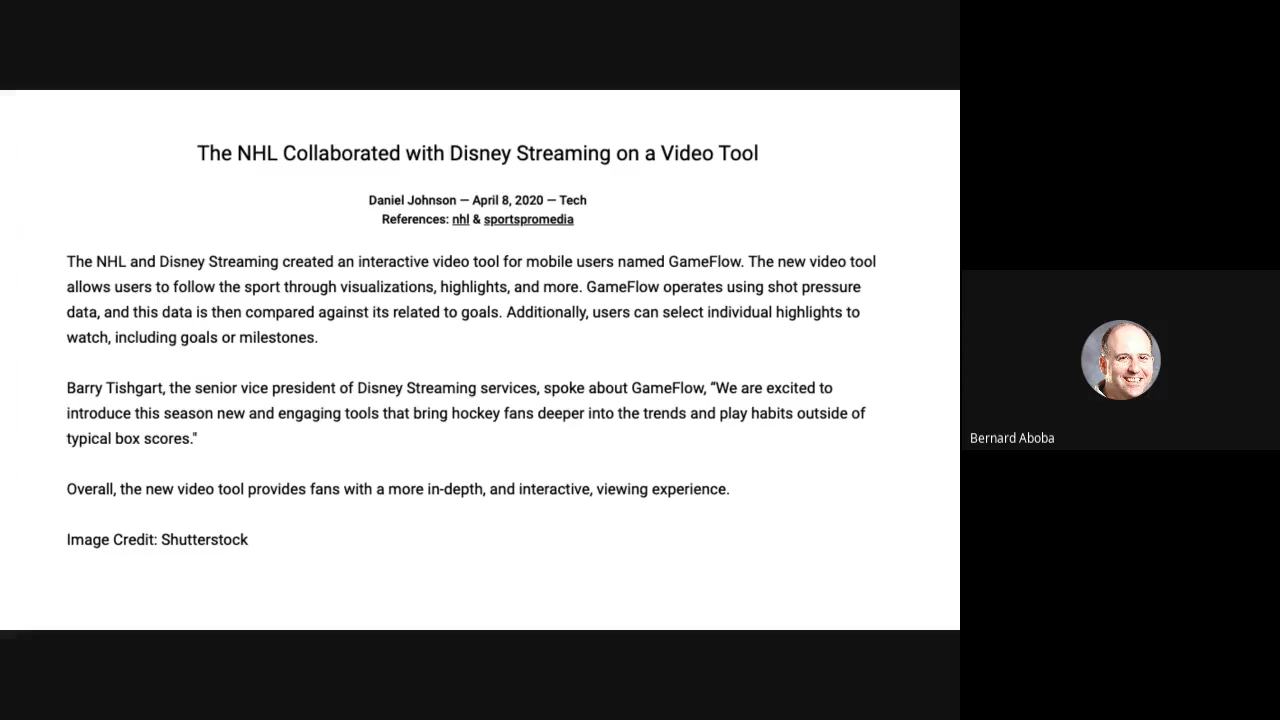 The NHL Collaborated with Disney Streaming on a Video Tool
Daniel Johnson — April 8, 2020 — Tech
References: nhl & sportspromedia
The NHL and Disney Streaming created an interactive video tool for mobile users named GameFlow. The new video tool
allows users to follow the sport through visualizations, highlights, and more. GameFlow operates using shot pressure
data, and this data is then compared against its related to goals. Additionally, users can select individual highlights to
watch, including goals or milestones.
Barry Tishgart, the senior vice president of Disney Streaming services, spoke about GameFlow, “We are excited to
introduce this season new and engaging tools that bring hockey fans deeper into the trends and play habits outside of
typical box scores."
Overall, the new video tool provides fans with a more in-depth, and interactive, viewing experience.
Image Credit: Shutterstock
Bernard Aboba